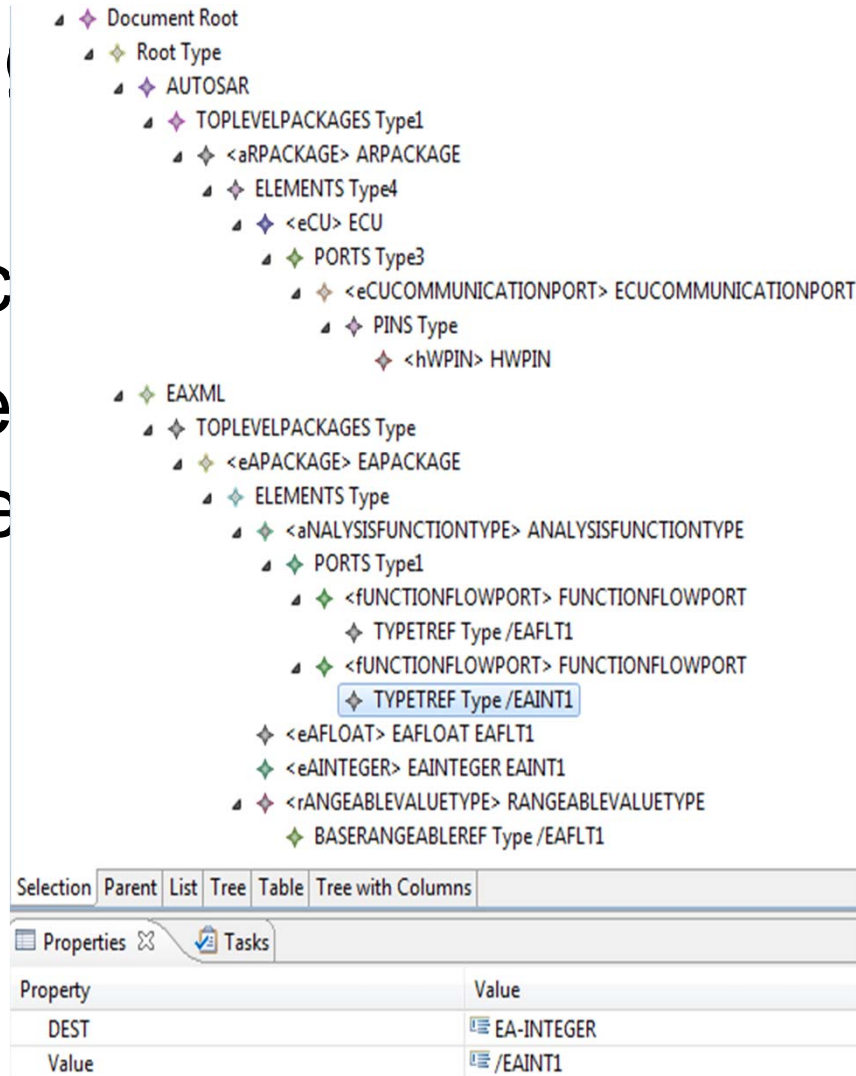 Document Root
Root Type
AUTOSAR
TOPLEVELPACKAGES Type1
<aRPACKAGE> ARPACKAGE
ELEMENTS Type4
<eCU> ECU
PORTS Type3
<eCUCOMMUNICATIONPORT> ECUCOMMUNICATIONPORT
PINS Type
<hWPIN> HWPIN
EAXML
TOPLEVELPACKAGES Type
<eAPACKAGE> EAPACKAGE
ELEMENTS Type
<aNALYSISFUNCTIONTYPE> ANALYSISFUNCTIONTYPE
PORTS Type1
<fUNCTIONFLOWPORT> FUNCTIONFLOWPORT
TYPETREF Type /EAFLT1
<fUNCTIONFLOWPORT> FUNCTIONFLOWPORT
TYPETREF Type /EAINT1
<eAFLOAT> EAFLOAT EAFLT1
<eAINTEGER> EAINTEGER EAINT1
<rANGEABLEVALUETYPE> RANGEABLEVALUETYPE
BASERANGEABLEREF Type /EAFLT1
Selection Parent List Tree Table Tree with Columns
Properties Tasks
Property Value
DEST EA-INTEGER
Value /EAINT1